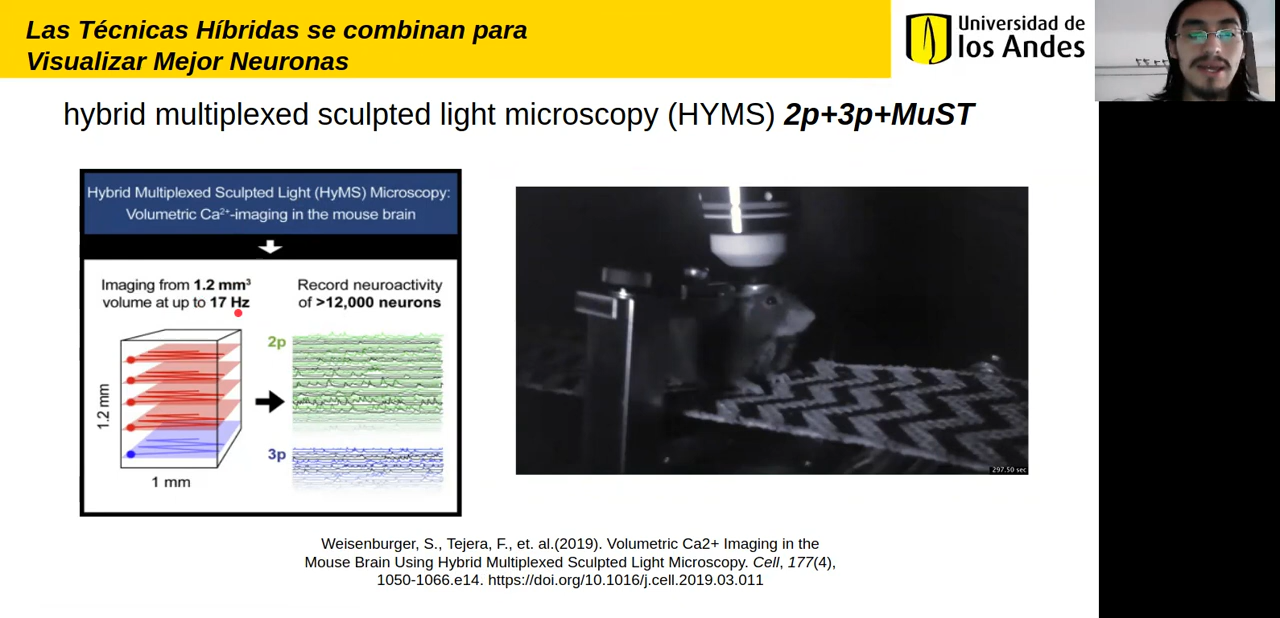 Las Técnicas Híbridas se combinan para
Visualizar Mejor Neuronas
Universidad de
los Andes
hybrid multiplexed sculpted light microscopy (HYMS) 2p+3p+MuST
Hybrid Multiplexed Sculpted Light (HyMS) Microscopy:
Volumetric Ca²⁺-imaging in the mouse brain
Imaging from 1.2 mm³
volume at up to 17 Hz
Record neuroactivity
of >12,000 neurons
2p
3p
1.2 mm
1 mm
297.50 sec
Weisenburger, S., Tejera, F., et. al.(2019). Volumetric Ca2+ Imaging in the
Mouse Brain Using Hybrid Multiplexed Sculpted Light Microscopy. Cell, 177(4),
1050-1066.e14. https://doi.org/10.1016/j.cell.2019.03.011